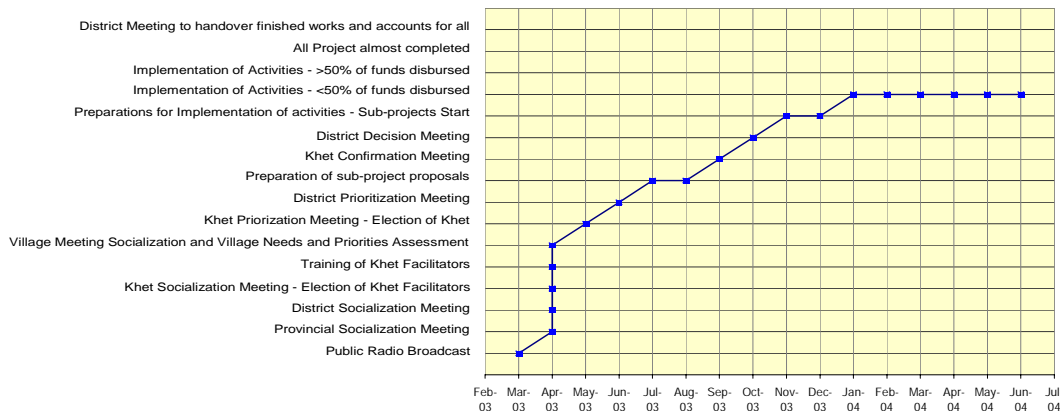 District Meeting to handover finished works and accounts for all
All Project almost completed
Implementation of Activities - >50% of funds disbursed
Implementation of Activities - <50% of funds disbursed
Preparations for Implementation of activities - Sub-projects Start
District Decision Meeting
Khet Confirmation Meeting
Preparation of sub-project proposals
District Prioritization Meeting
Khet Priorization Meeting - Election of Khet
Village Meeting Socialization and Village Needs and Priorities Assessment
Training of Khet Facilitators
Khet Socialization Meeting - Election of Khet Facilitators
District Socialization Meeting
Provincial Socialization Meeting
Public Radio Broadcast
Feb- Mar- Apr- May- Jun- Jul- Aug- Sep- Oct- Nov- Dec- Jan- Feb- Mar- Apr- May- Jun- Jul
03 03 03 03 03 03 03 03 03 03 03 04 04 04 04 04 04 04